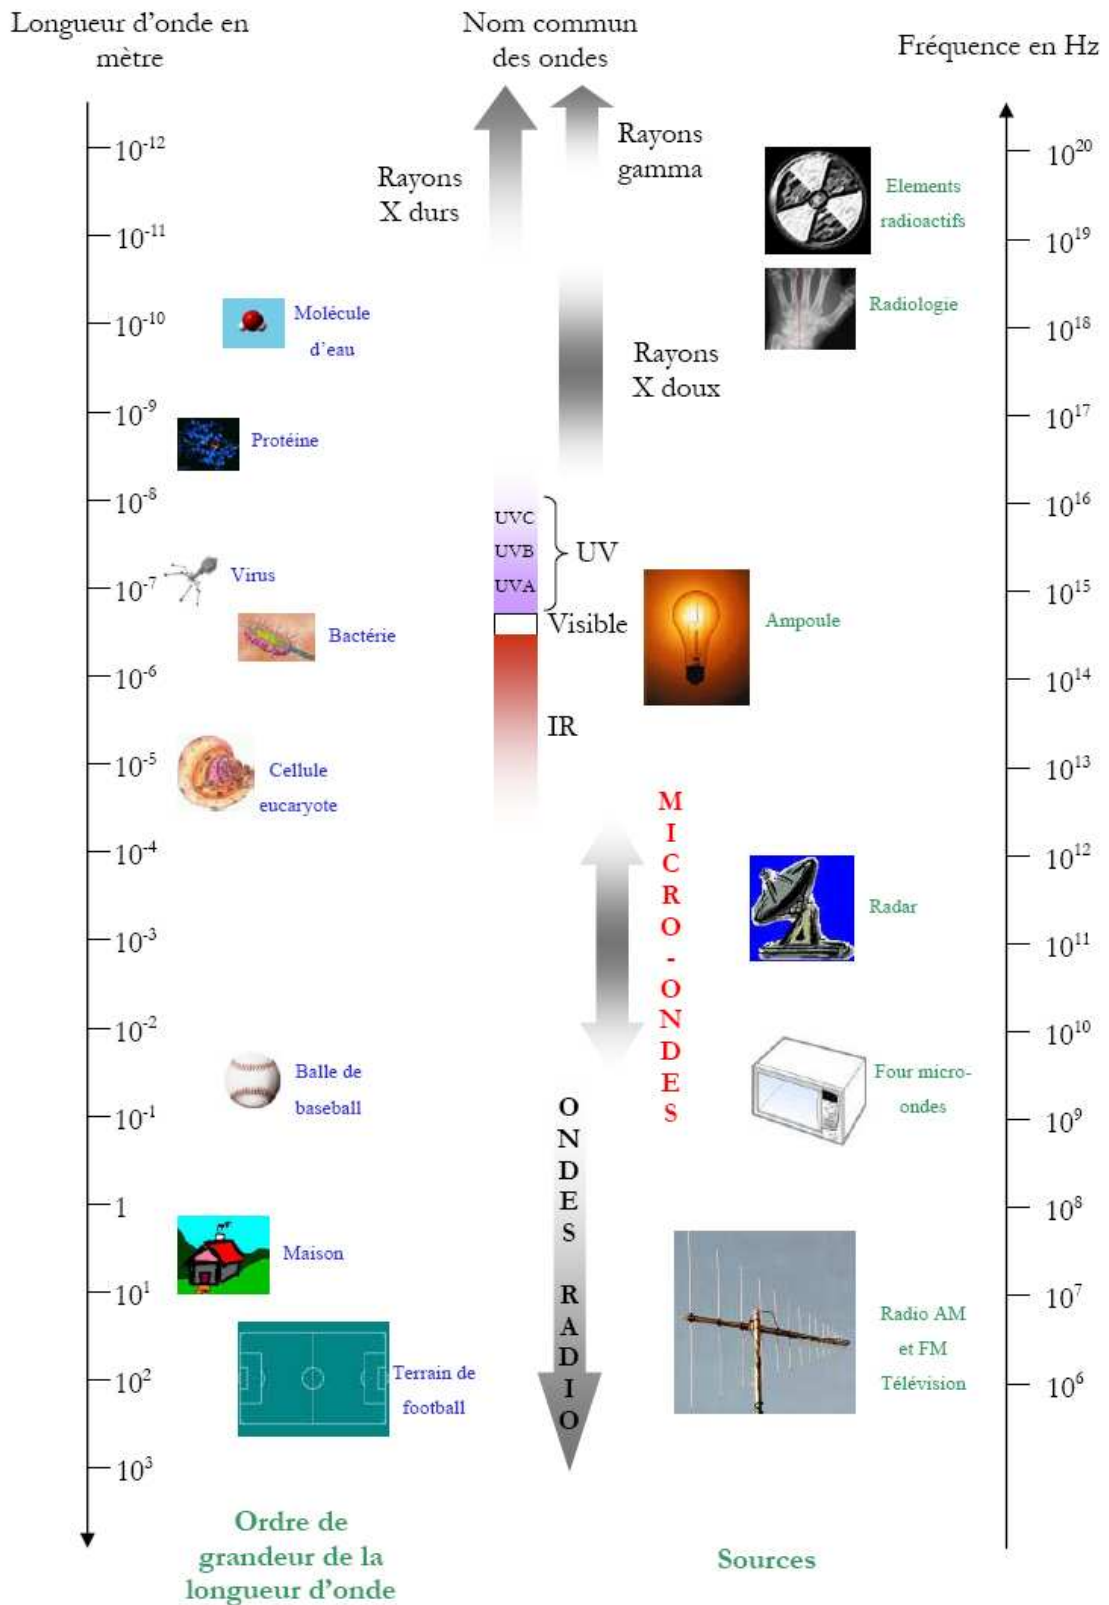 Longueur d’onde en
mètre
Nom commun
des ondes
Fréquence en Hz
10⁻¹²
10⁻¹¹
10⁻¹⁰
10⁻⁹
10⁻⁸
10⁻⁷
10⁻⁶
10⁻⁵
10⁻⁴
10⁻³
10⁻²
10⁻¹
1
10¹
10²
10³
Molécule
d’eau
Protéine
Virus
Bactérie
Cellule
eucaryote
Balle de
baseball
Maison
Terrain de
football
Ordre de
grandeur de la
longueur d’onde
Rayons
X durs
Rayons
gamma
Rayons
X doux
UVC
UVB
UVA
UV
Visible
IR
MICRO-ONDES
ONDES RADIO
Elements
radioactifs
Radiologie
Ampoule
Radar
Four micro-
ondes
Radio AM
et FM
Télévision
Sources
10²⁰
10¹⁹
10¹⁸
10¹⁷
10¹⁶
10¹⁵
10¹⁴
10¹³
10¹²
10¹¹
10¹⁰
10⁹
10⁸
10⁷
10⁶